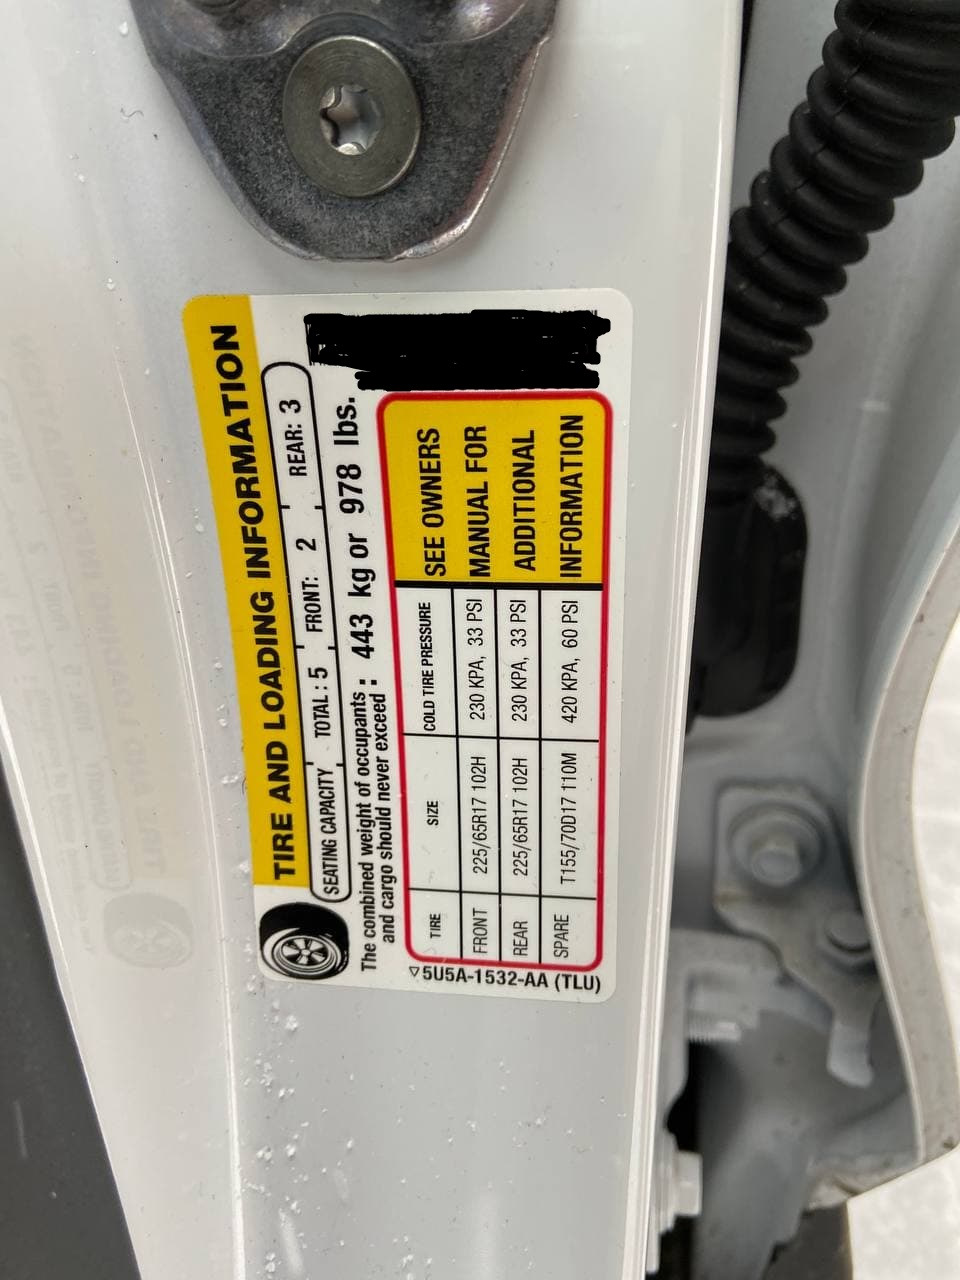 TIRE AND LOADING INFORMATION
SEATING CAPACITY TOTAL : 5 FRONT: 2 REAR: 3
The combined weight of occupants : 443 kg or 978 lbs.
and cargo should never exceed :
TIRE SIZE COLD TIRE PRESSURE
FRONT 225/65R17 102H 230 KPA, 33 PSI
REAR 225/65R17 102H 230 KPA, 33 PSI
SPARE T155/70D17 110M 420 KPA, 60 PSI
SEE OWNERS
MANUAL FOR
ADDITIONAL
INFORMATION
▽5U5A-1532-AA (TLU)